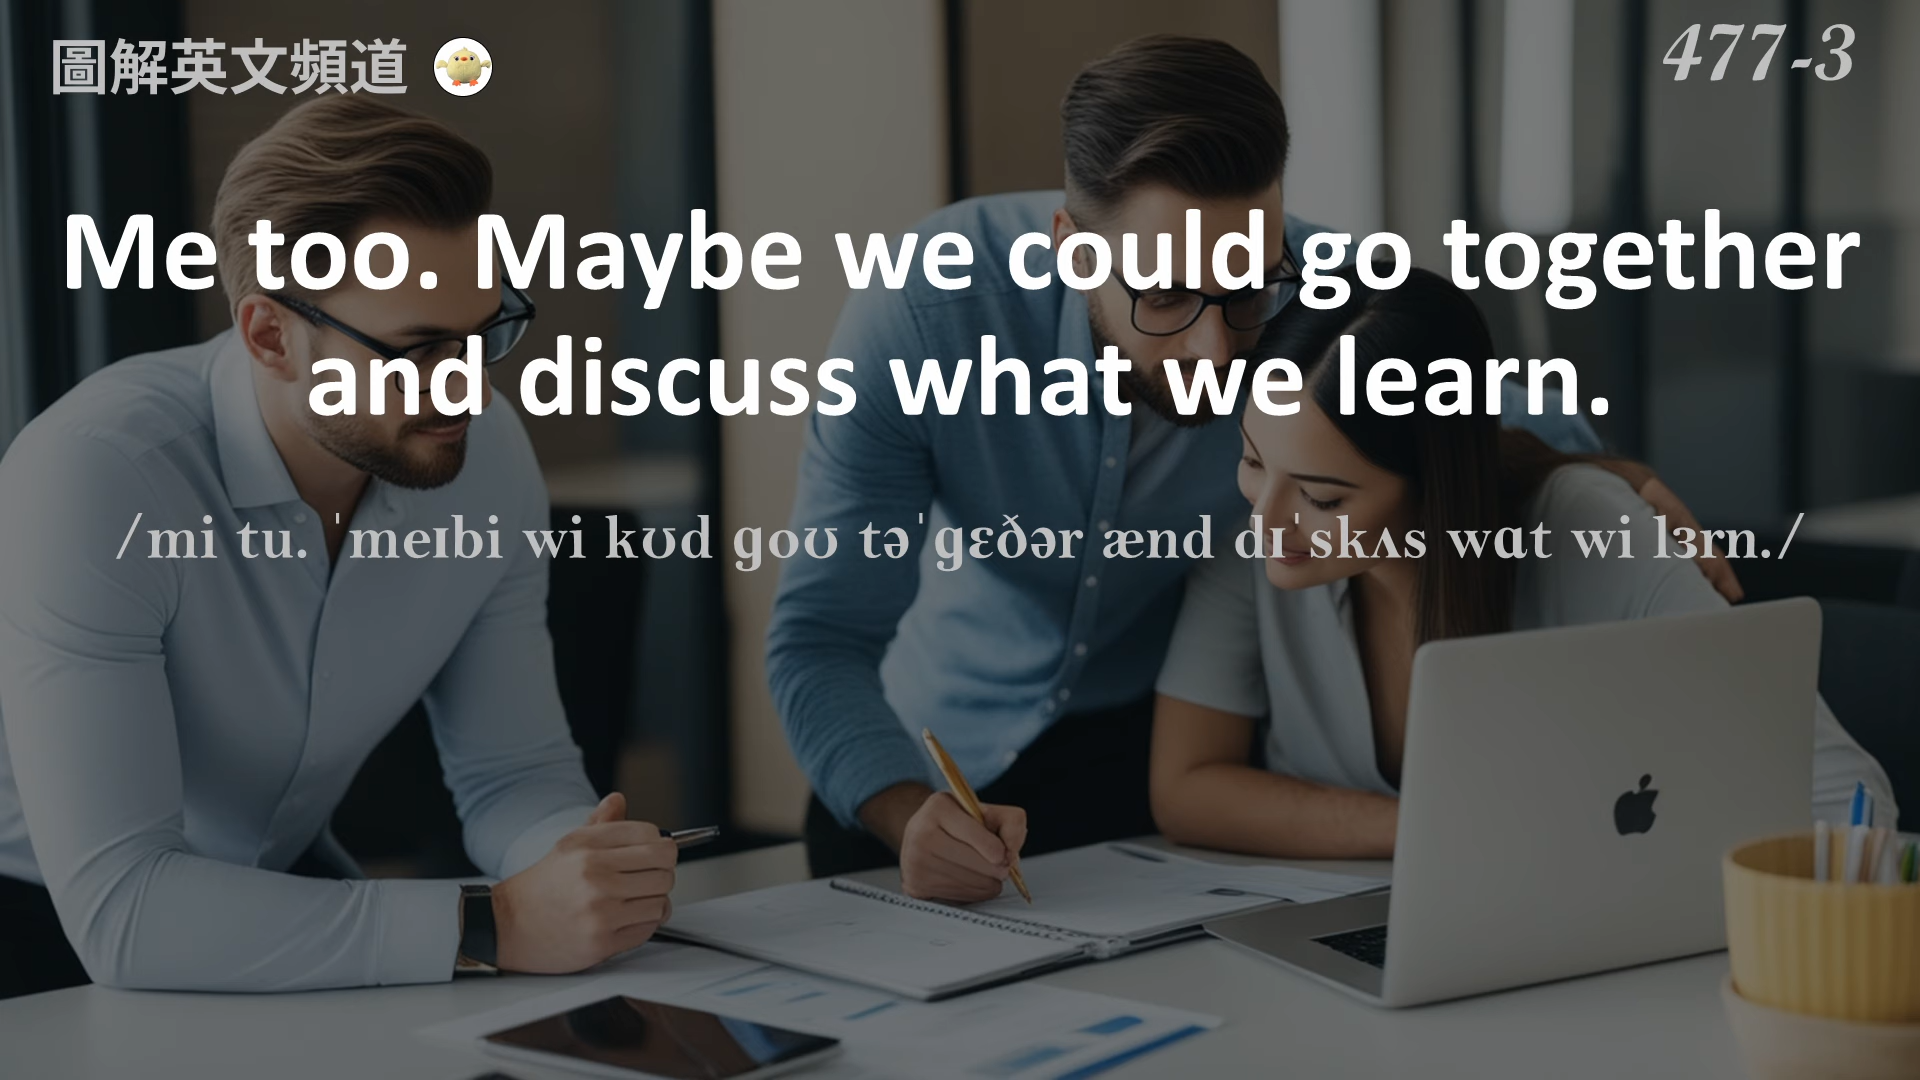 圖解英文頻道
477-3
Me too. Maybe we could go together
and discuss what we learn.
/mi tu. ˈmeɪbi wi kʊd ɡoʊ təˈɡɛðər ænd dɪˈskʌs wɑt wi lɜrn./